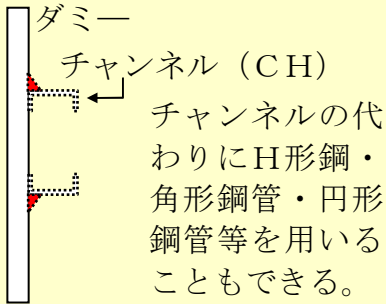 ダミー
チャンネル（ＣＨ）
チャンネルの代
わりにＨ形鋼・
角形鋼管・円形
鋼管等を用いる
こともできる。